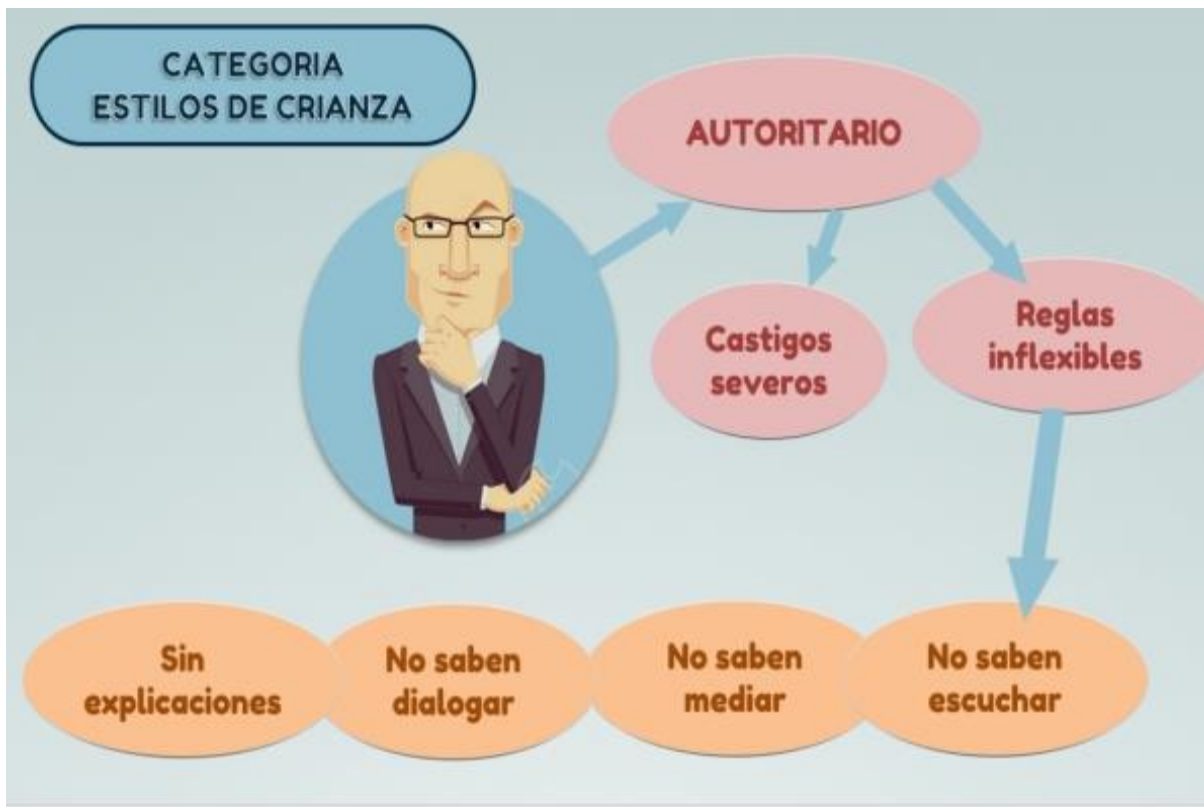 CATEGORIA
ESTILOS DE CRIANZA
AUTORITARIO
Castigos
severos
Reglas
inflexibles
Sin
explicaciones
No saben
dialogar
No saben
mediar
No saben
escuchar